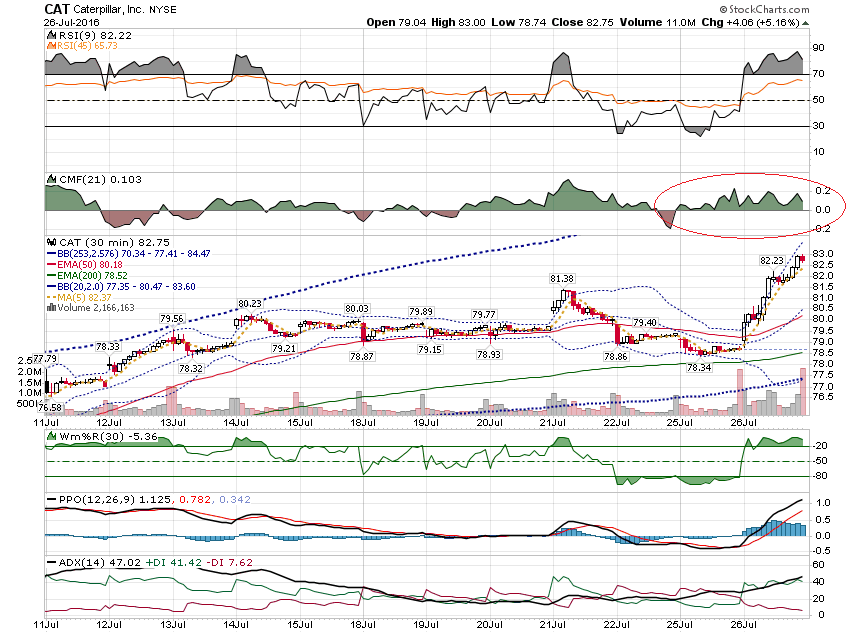 CAT Caterpillar, Inc. NYSE © StockCharts.com
26-Jul-2016 Open 79.04 High 83.00 Low 78.74 Close 82.75 Volume 11.0M Chg +4.06 (+5.16%)
RSI(9) 82.22
RSI(45) 65.73
90
70
50
30
10
CMF(21) 0.103
0.2
0.0
-0.2
CAT (30 min) 82.75
BB(253,2.576) 70.34 - 77.41 - 84.47
EMA(50) 80.18
EMA(200) 78.52
BB(20,2.0) 77.35 - 80.47 - 83.60
MA(5) 82.37
Volume 2,166,163
77.79
76.58
78.33
79.56
78.32
80.23
79.21
80.03
78.87
79.89
79.15
79.77
78.93
81.38
78.86
79.40
78.34
82.23
83.0
82.5
82.0
81.5
81.0
80.5
80.0
79.5
79.0
78.5
78.0
77.5
77.0
76.5
2.5
2.0M
1.5M
1.0M
500
11Jul 12Jul 13Jul 14Jul 15Jul 18Jul 19Jul 20Jul 21Jul 22Jul 25Jul 26Jul
Wm%R(30) -5.36
-20
-50
-80
PPO(12,26,9) 1.125, 0.782, 0.342
1.0
0.5
0.0
-0.5
ADX(14) 47.02 +DI 41.42 -DI 7.62
60
40
20
0
11Jul 12Jul 13Jul 14Jul 15Jul 18Jul 19Jul 20Jul 21Jul 22Jul 25Jul 26Jul